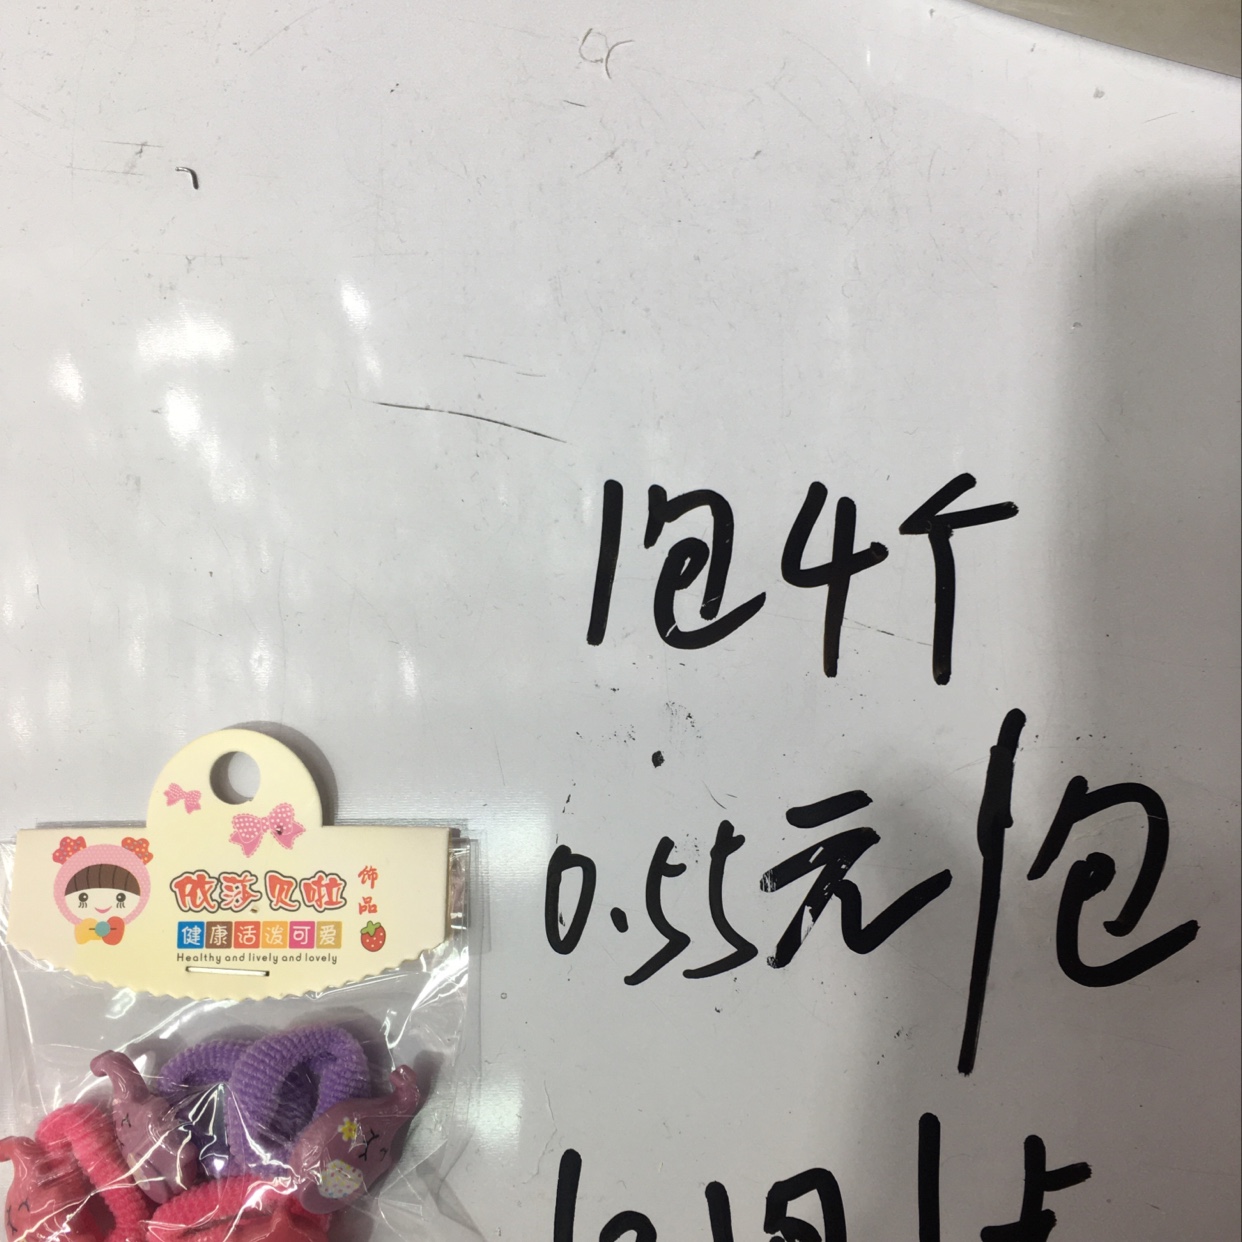 1包4个
0.55元/包
依莎贝啦
饰品
健康活泼可爱
Healthy and lively and lovely